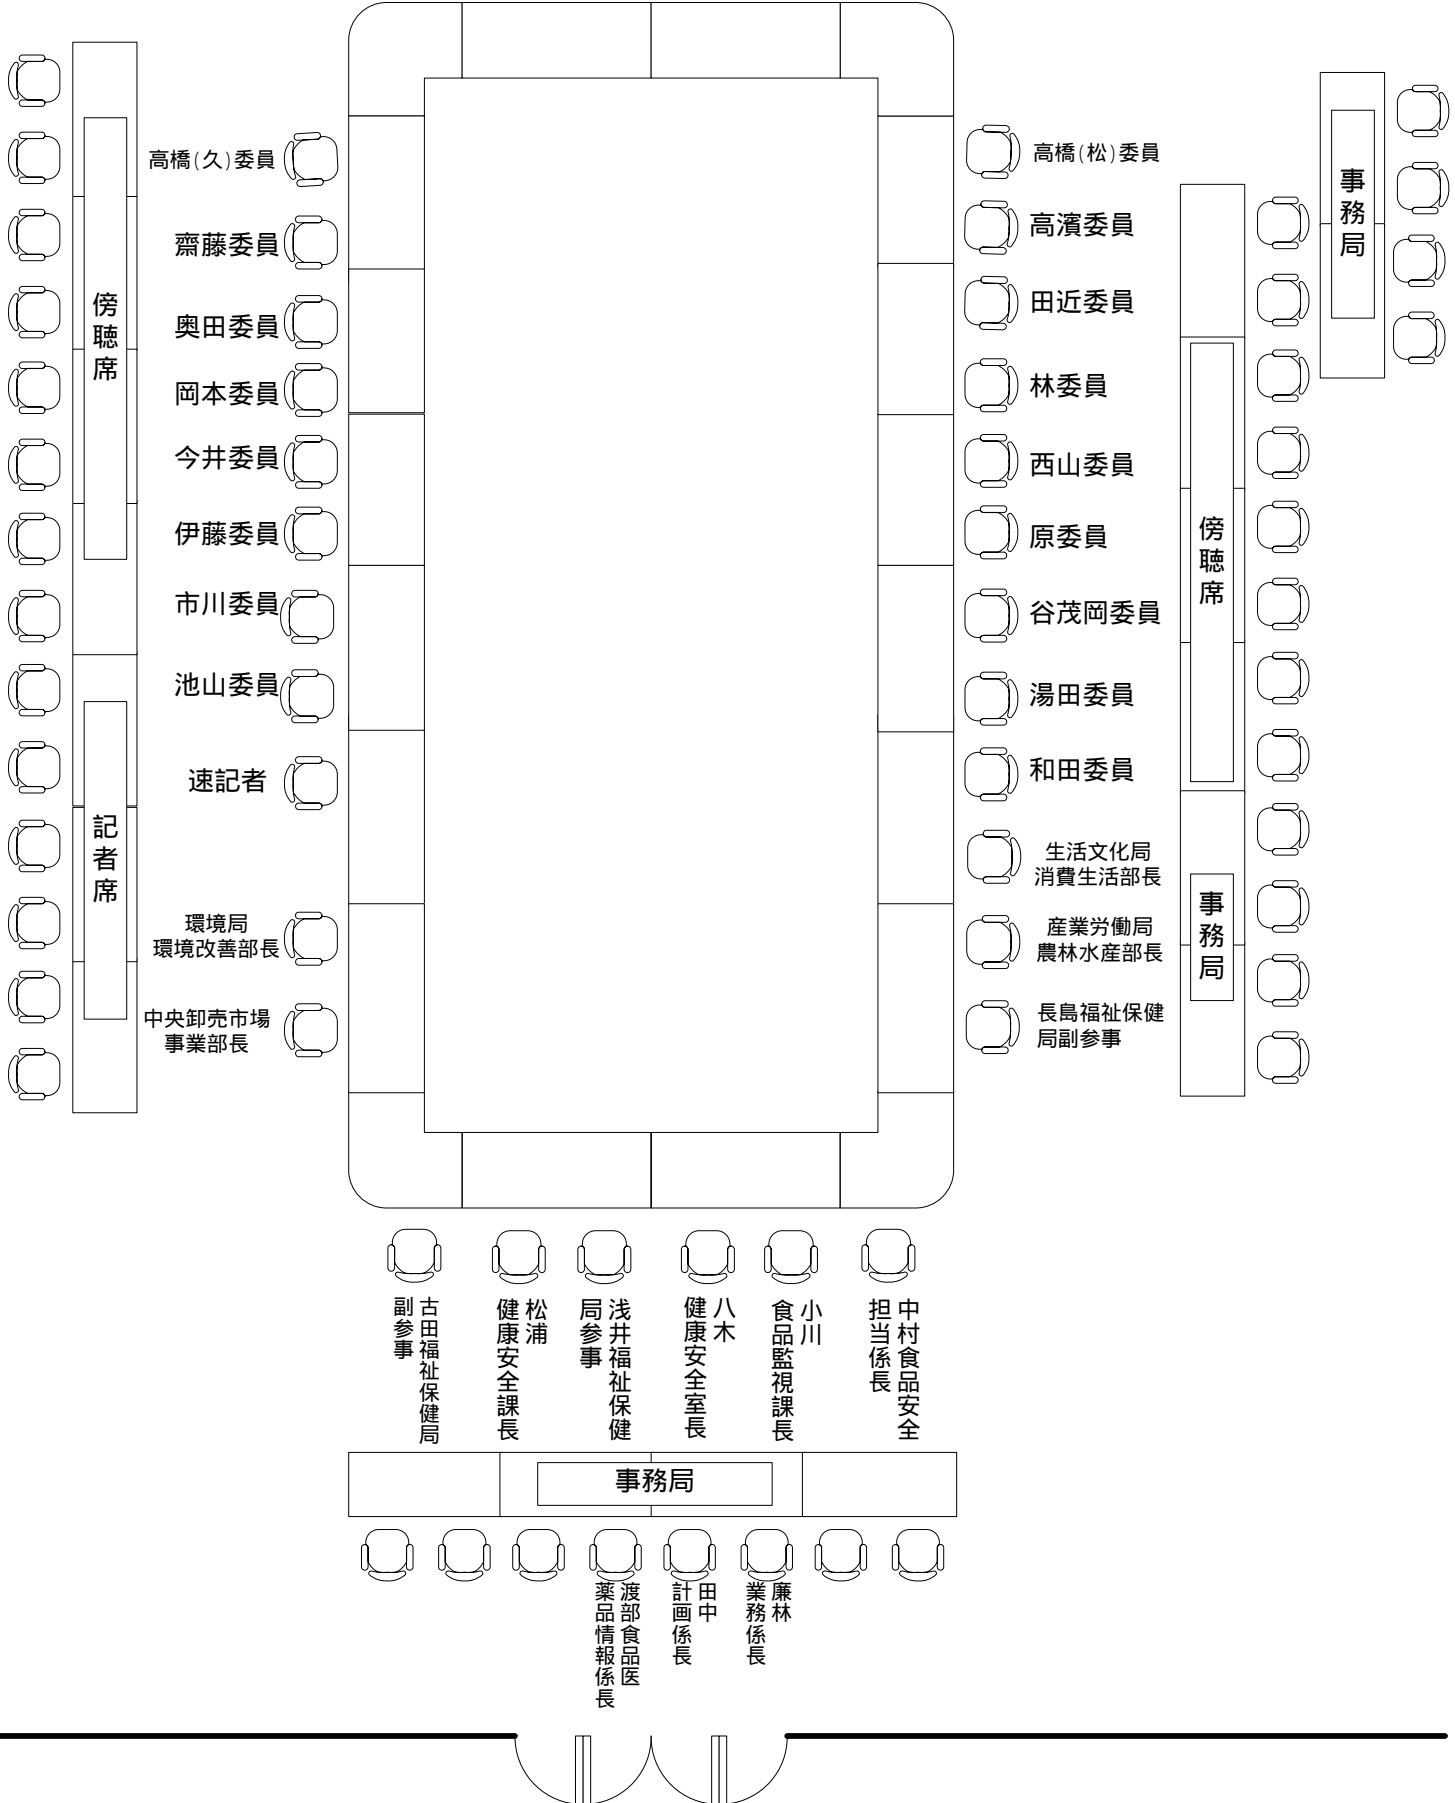 傍聴席
記者席
高橋(久)委員
齋藤委員
奥田委員
岡本委員
今井委員
伊藤委員
市川委員
池山委員
速記者
環境局
環境改善部長
中央卸売市場
事業部長
高橋(松)委員
高濱委員
田近委員
林委員
西山委員
原委員
谷茂岡委員
湯田委員
和田委員
生活文化局
消費生活部長
産業労働局
農林水産部長
長島福祉保健
局副参事
傍聴席
事務局
事務局
古田福祉保健局
副参事
松浦
健康安全課長
浅井福祉保健
局参事
八木
健康安全室長
小川
食品監視課長
中村食品安全
担当係長
事務局
渡部食品医
薬品情報係長
田中
計画係長
廉林
業務係長